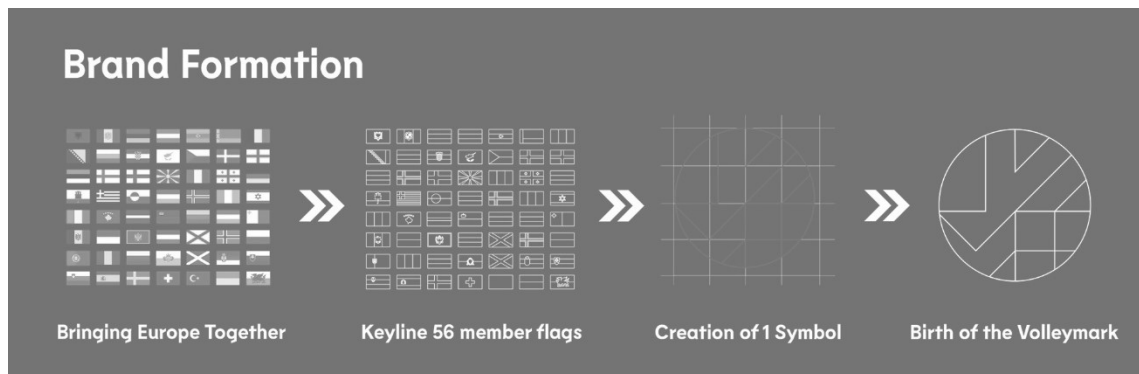 Brand Formation
Bringing Europe Together
Keyline 56 member flags
Creation of 1 Symbol
Birth of the Volleymark